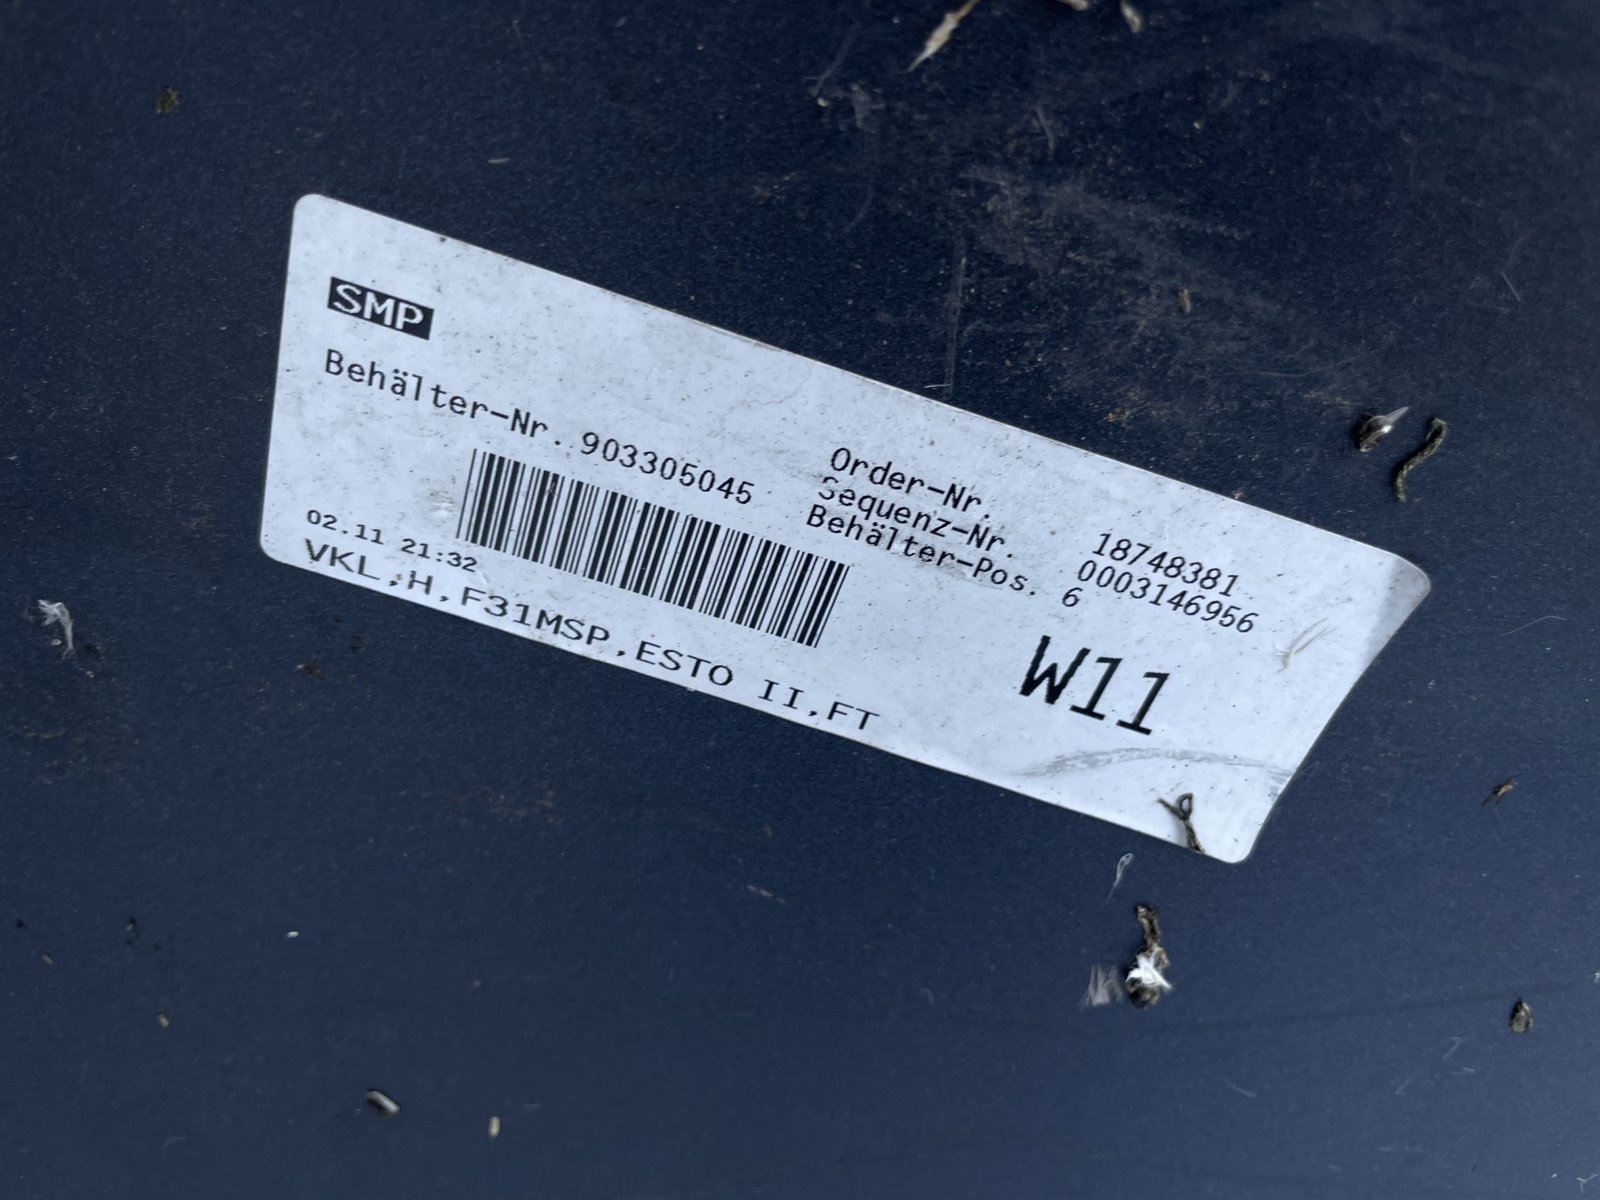 SMP
Behälter-Nr. 903305045
Order-Nr. 18748381
Sequenz-Nr. 0003146956
Behälter-Pos. 6
02.11 21:32
W11
VKL,H,F31MSP,ESTO II,FT